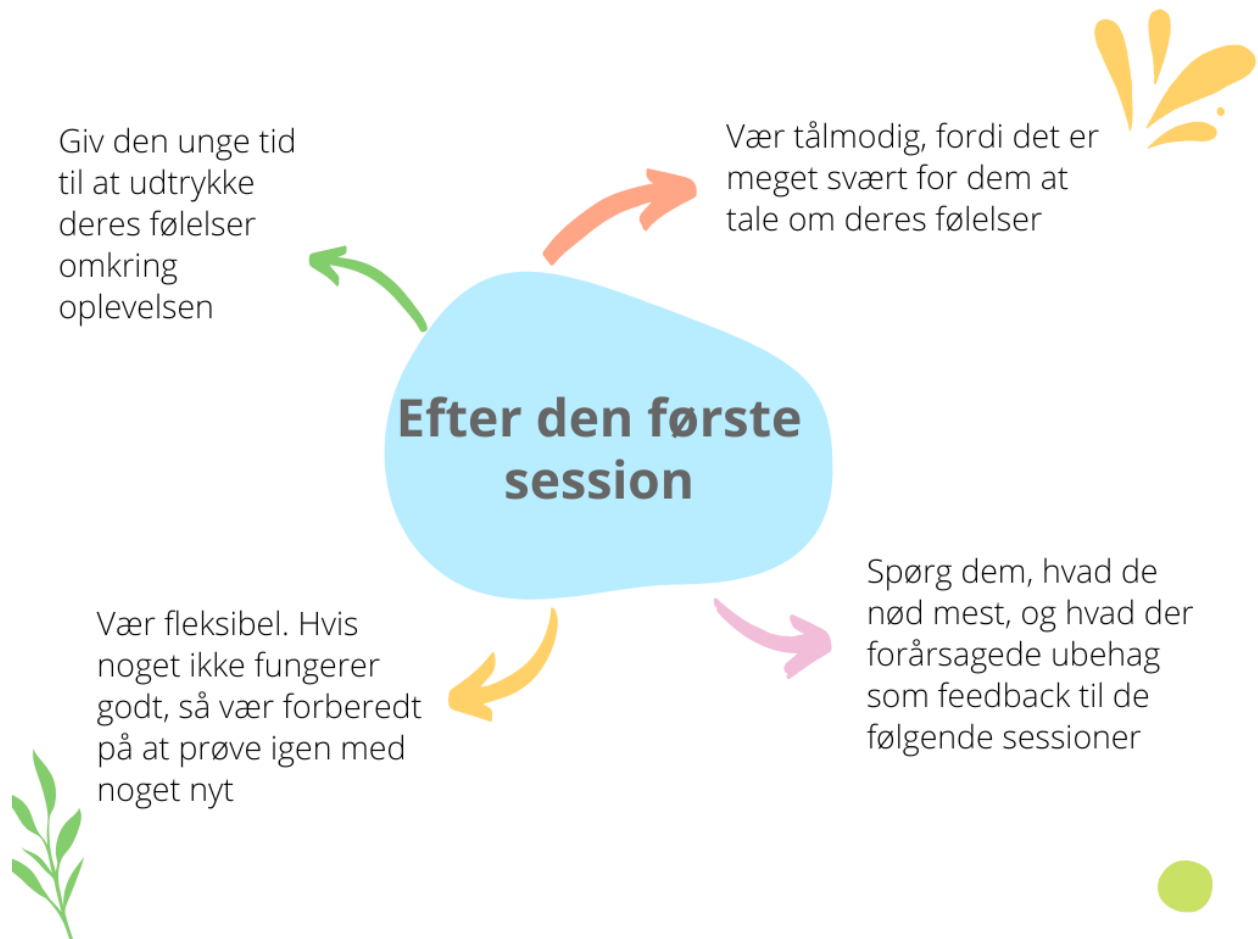 Giv den unge tid
til at udtrykke
deres følelser
omkring
oplevelsen
Vær tålmodig, fordi det er
meget svært for dem at
tale om deres følelser
Efter den første
session
Vær fleksibel. Hvis
noget ikke fungerer
godt, så vær forberedt
på at prøve igen med
noget nyt
Spørg dem, hvad de
nød mest, og hvad der
forårsagede ubehag
som feedback til de
følgende sessioner